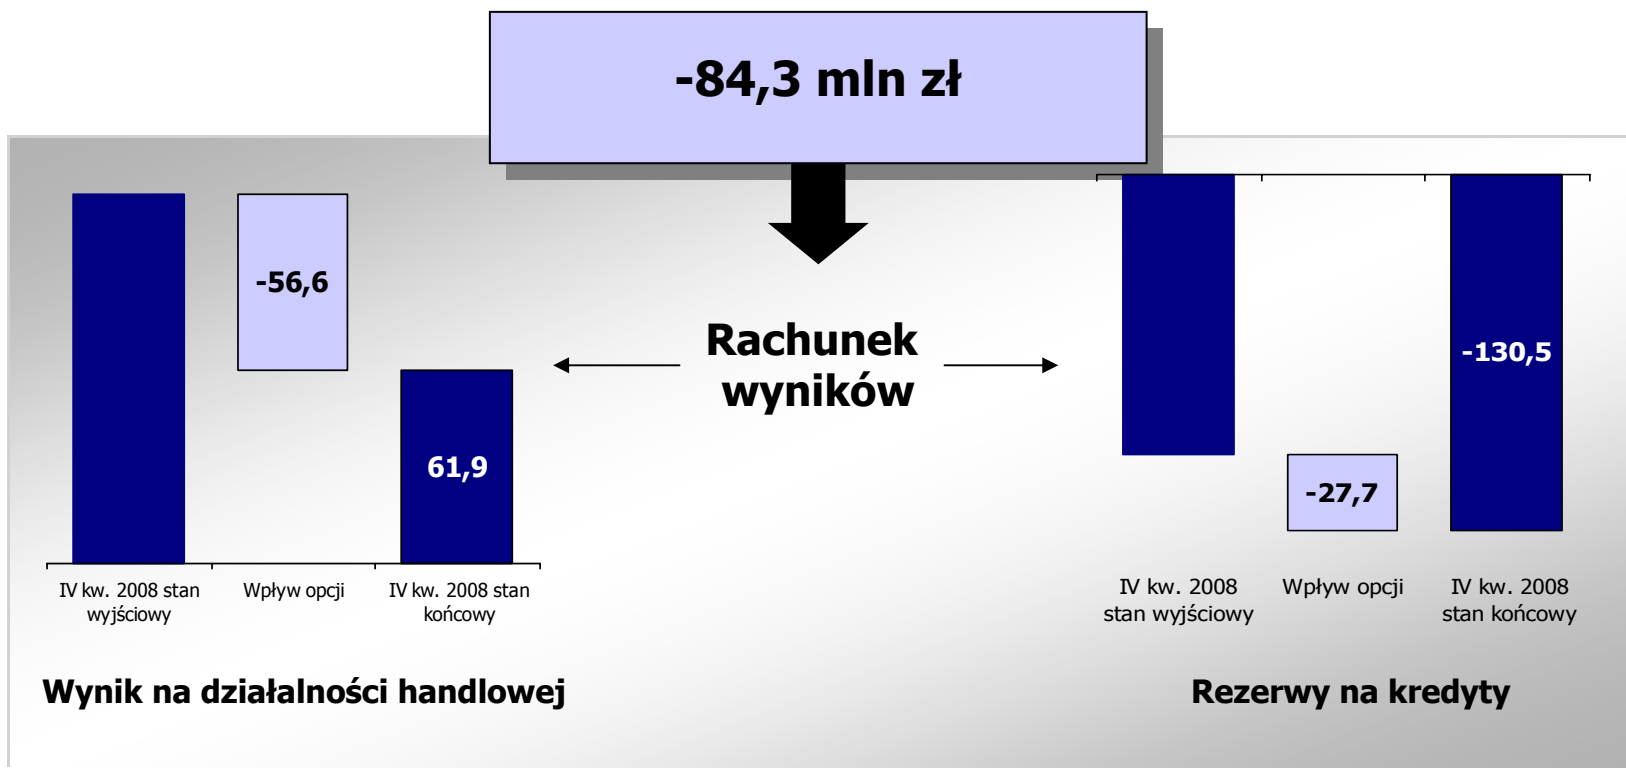 -84,3 mln zł
-56,6
61,9
IV kw. 2008 stan
wyjściowy
Wpływ opcji
IV kw. 2008 stan
końcowy
Wynik na działalności handlowej
Rachunek
wyników
-130,5
-27,7
IV kw. 2008
stan wyjściowy
Wpływ opcji
IV kw. 2008
stan końcowy
Rezerwy na kredyty